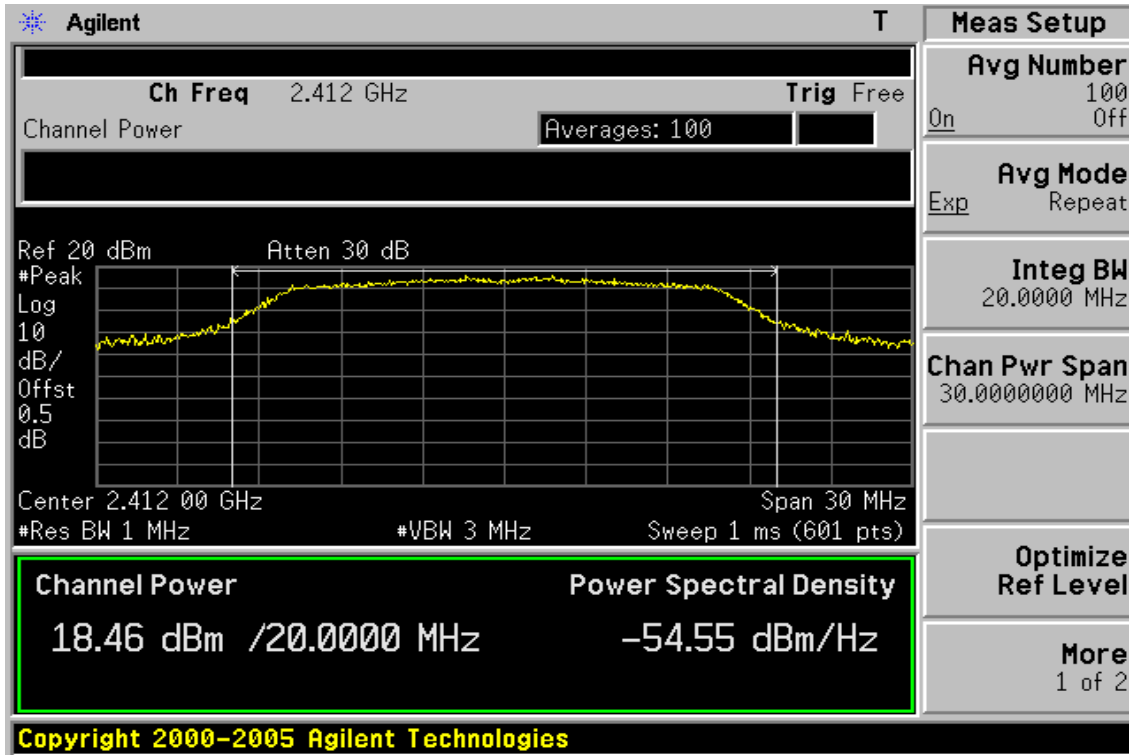 Agilent T
Ch Freq 2.412 GHz Trig Free
Channel Power Averages: 100
Ref 20 dBm Atten 30 dB
#Peak
Log
10
dB/
Offst
0.5
dB
Center 2.412 00 GHz Span 30 MHz
#Res BW 1 MHz #VBW 3 MHz Sweep 1 ms (601 pts)
Channel Power Power Spectral Density
18.46 dBm /20.0000 MHz -54.55 dBm/Hz
Meas Setup
Avg Number
100
On Off
Avg Mode
Exp Repeat
Integ BW
20.0000 MHz
Chan Pwr Span
30.0000000 MHz
Optimize
Ref Level
More
1 of 2
Copyright 2000-2005 Agilent Technologies